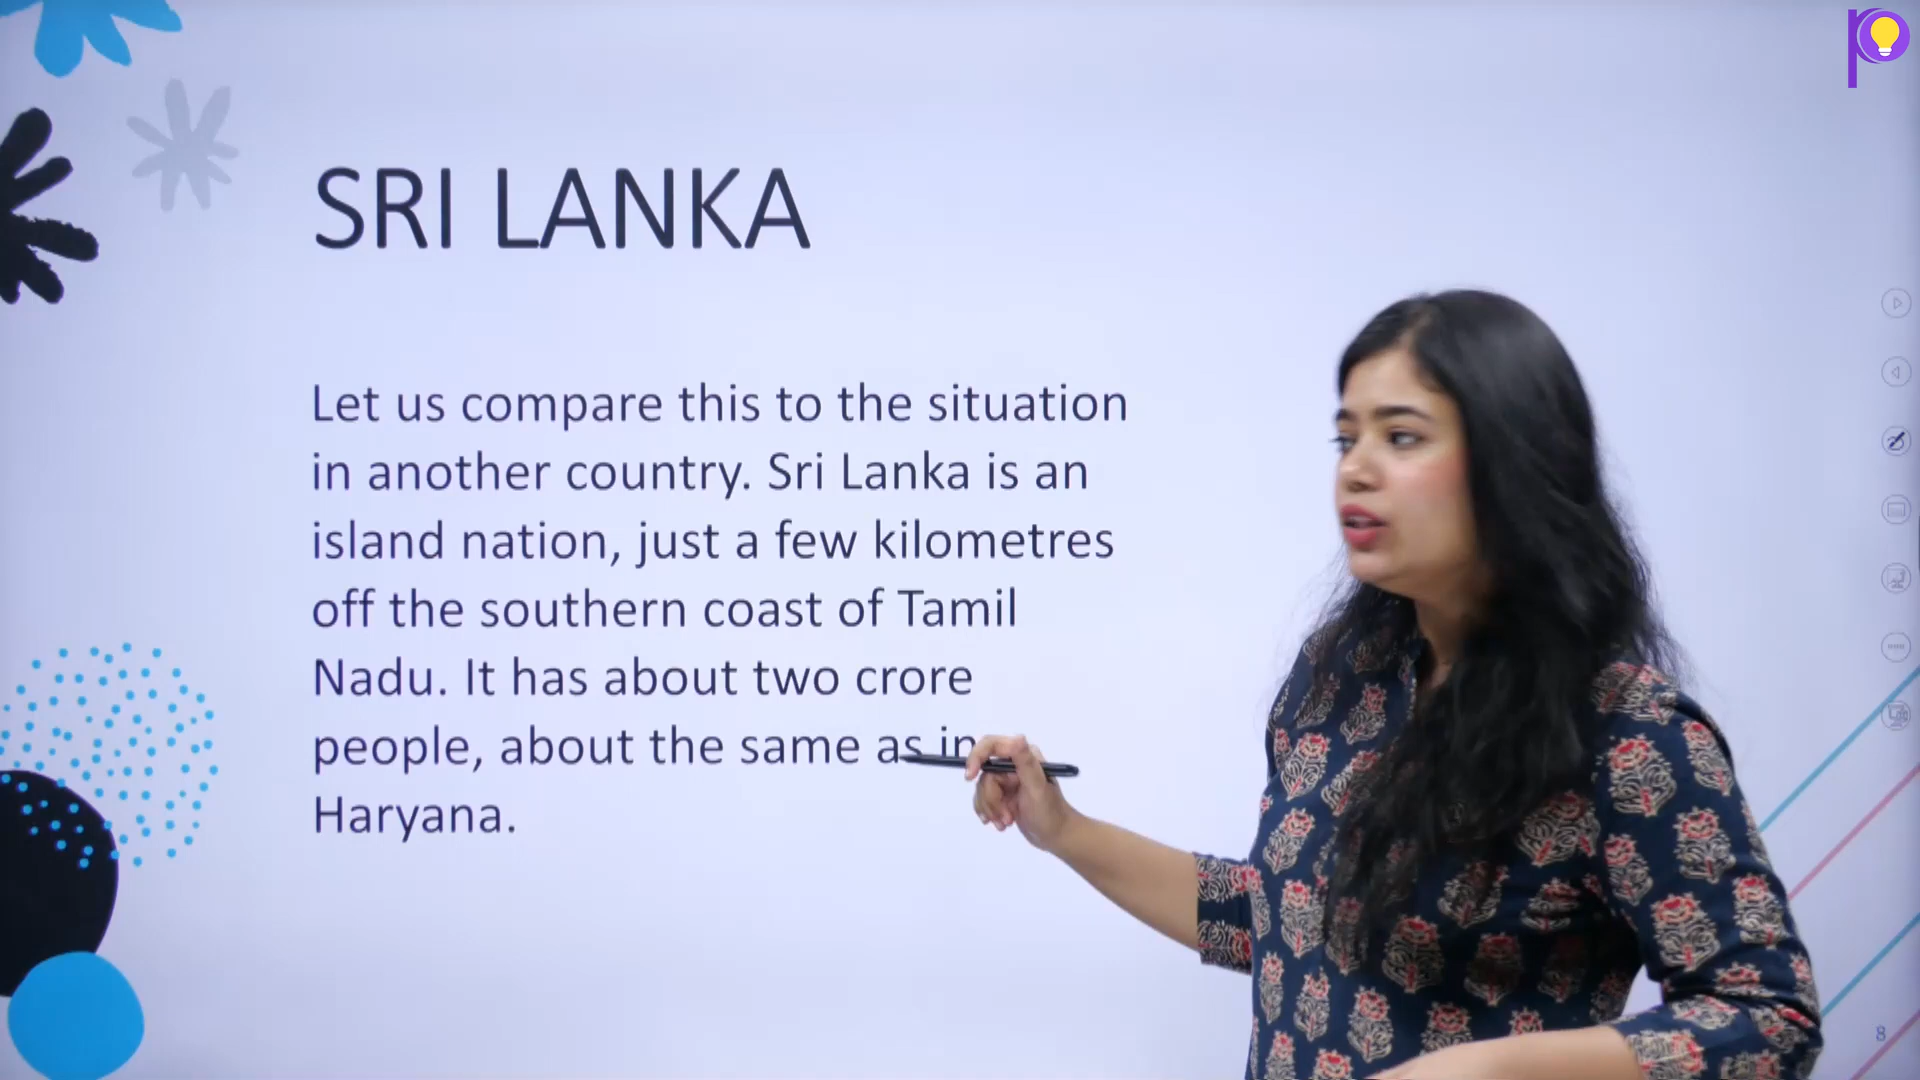 SRI LANKA
Let us compare this to the situation
in another country. Sri Lanka is an
island nation, just a few kilometres
off the southern coast of Tamil
Nadu. It has about two crore
people, about the same as in
Haryana.
8